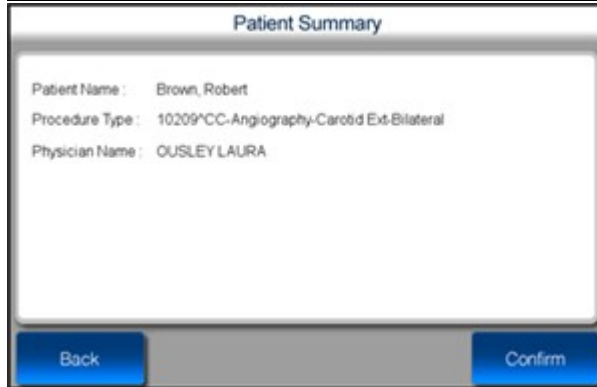 Patient Summary
Patient Name : Brown, Robert
Procedure Type : 10209^CC-Angiography-Carotid Ext-Bilateral
Physician Name : OUSLEY LAURA
Back
Confirm